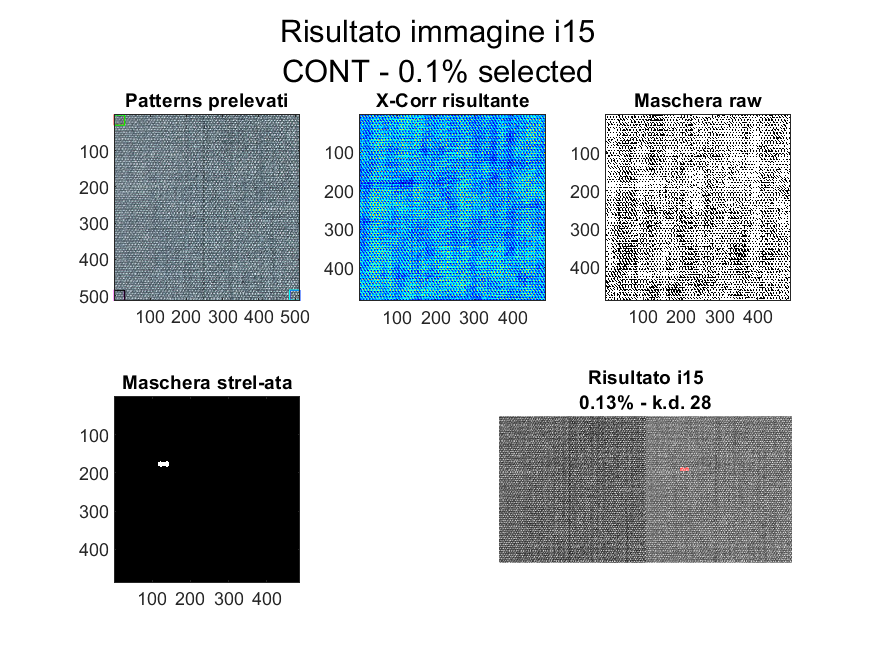 Risultato immagine i15
CONT - 0.1% selected
Patterns prelevati
100
200
300
400
500
100 200 300 400 500
X-Corr risultante
100
200
300
400
100 200 300 400
Maschera raw
100
200
300
400
100 200 300 400
Maschera strel-ata
100
200
300
400
100 200 300 400
Risultato i15
0.13% - k.d. 28